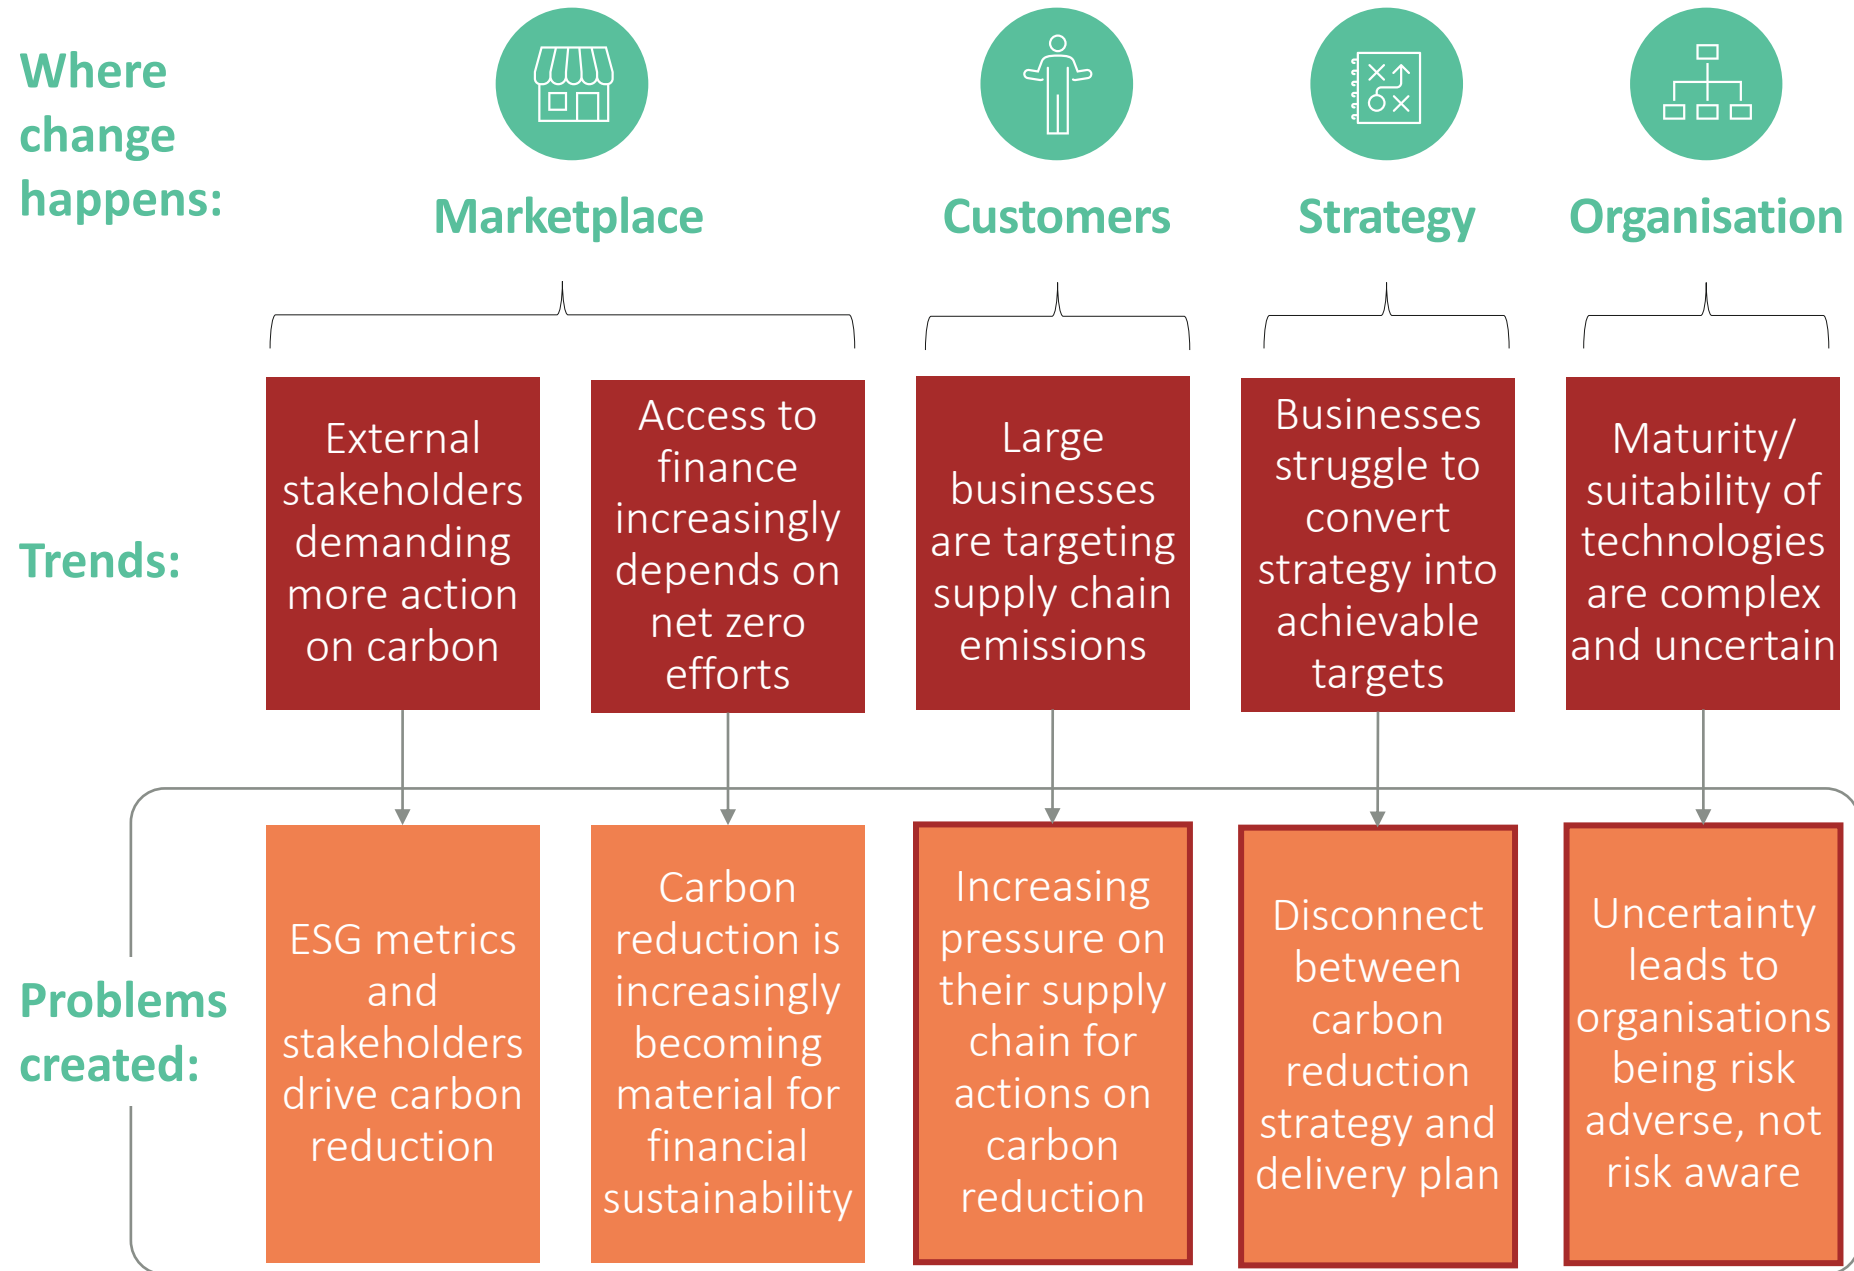 Where
change
happens:
Marketplace
Customers
Strategy
Organisation
Trends:
External
stakeholders
demanding
more action
on carbon
Access to
finance
increasingly
depends on
net zero
efforts
Large
businesses
are targeting
supply chain
emissions
Businesses
struggle to
convert
strategy into
achievable
targets
Maturity/
suitability of
technologies
are complex
and uncertain
Problems
created:
ESG metrics
and
stakeholders
drive carbon
reduction
Carbon
reduction is
increasingly
becoming
material for
financial
sustainability
Increasing
pressure on
their supply
chain for
actions on
carbon
reduction
Disconnect
between
carbon
reduction
strategy and
delivery plan
Uncertainty
leads to
organisations
being risk
adverse, not
risk aware